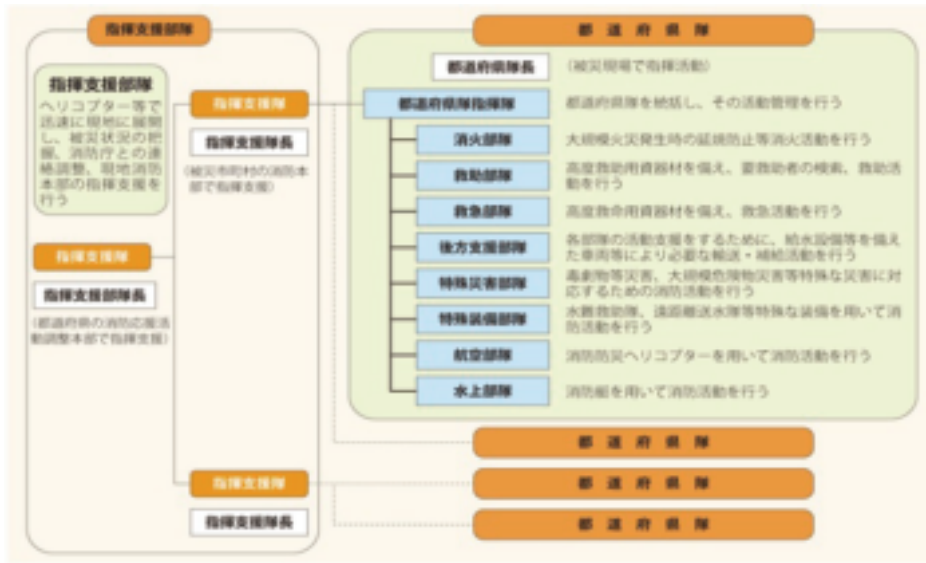 指揮支援部隊
指揮支援部隊
ヘリコプター等で
迅速に現地に展開
し、被災状況の把
握、消防庁との連
絡調整、現地消防
本部の指揮支援を
行う
指揮支援隊
指揮支援部隊長
(都道府県の消防応援活
動調整本部で指揮支援)
指揮支援隊
指揮支援隊長
(被災市町村の消防本
部で指揮支援)
指揮支援隊
指揮支援隊長
都道府県隊
都道府県隊長
(被災現場で指揮活動)
都道府県隊指揮隊
都道府県隊を統括し、その活動管理を行う
消火部隊
大規模火災発生時の延焼防止等消火活動を行う
救助部隊
高度救助用資器材を備え、要救助者の検索、救助活
動を行う
救急部隊
高度救命用資器材を備え、救急活動を行う
後方支援部隊
各部隊の活動支援をするために、給水設備等を備え
た車両等により必要な輸送・補給活動を行う
特殊災害部隊
毒劇物等災害、大規模危険物災害等特殊な災害に対
応するための消防活動を行う
特殊装備部隊
水難救助隊、遠距離送水隊等特殊な装備を用いて消
防活動を行う
航空部隊
消防防災ヘリコプターを用いて消防活動を行う
水上部隊
消防艇を用いて消防活動を行う
都道府県隊
都道府県隊
都道府県隊